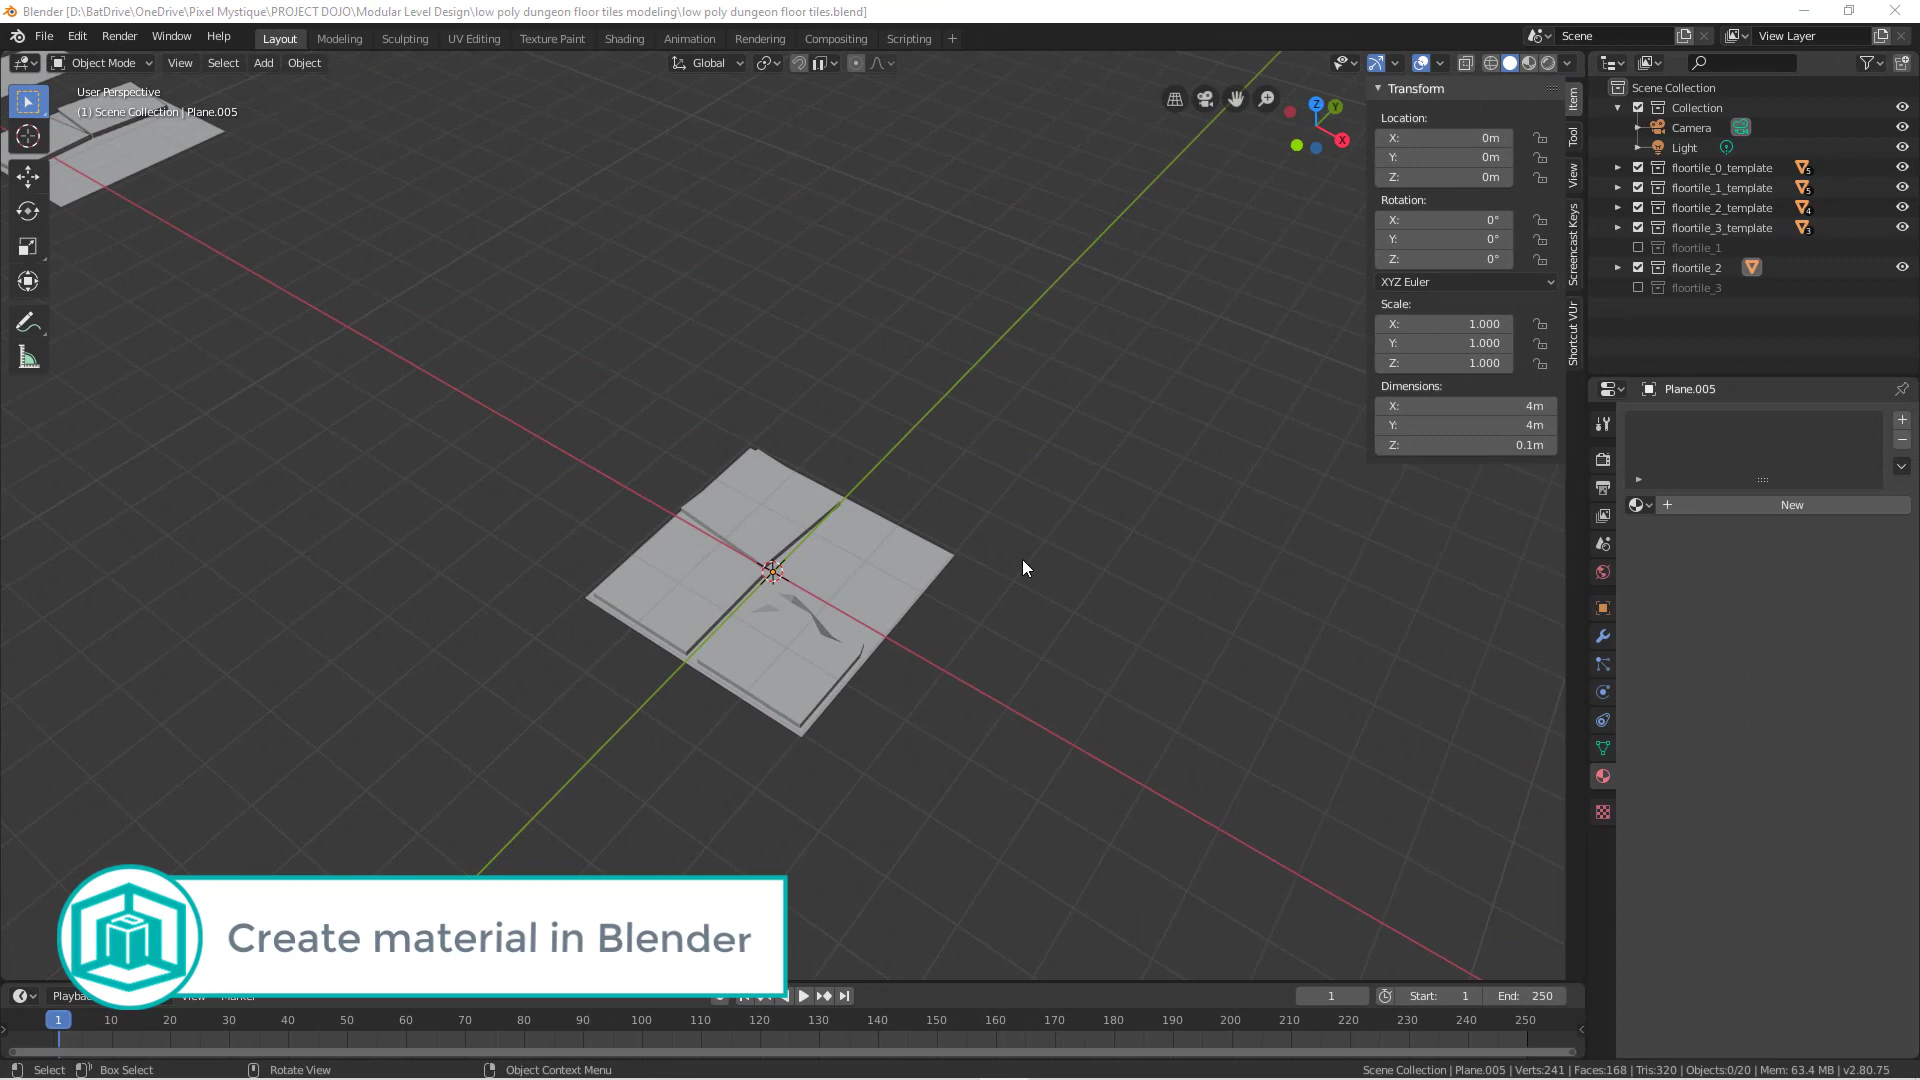 Blender [D:\BatDrive\OneDrive\Pixel Mystique\PROJECT DOJO\Modular Level Design\low poly dungeon floor tiles modeling\low poly dungeon floor tiles.blend]
File Edit Render Window Help Layout Modeling Sculpting UV Editing Texture Paint Shading Animation Rendering Compositing Scripting + Scene View Layer
Object Mode View Select Add Object Global
User Perspective
(1) Scene Collection | Plane.005
Z
Y
X
Transform
Location:
X: 0m
Y: 0m
Z: 0m
Rotation:
X: 0°
Y: 0°
Z: 0°
XYZ Euler
Scale:
X: 1.000
Y: 1.000
Z: 1.000
Dimensions:
X: 4m
Y: 4m
Z: 0.1m
Item
Tool
View
Screencast Keys
Shortcut VUr
Scene Collection
Collection
Camera
Light
floortile_0_template 5
floortile_1_template 5
floortile_2_template 4
floortile_3_template 3
floortile_1
floortile_2
floortile_3
Plane.005
New
Create material in Blender
1 Start: 1 End: 250
1 10 20 30 40 50 60 70 80 90 100 110 120 130 140 150 160 170 180 190 200 210 220 230 240 250
Select Box Select Rotate View Object Context Menu Scene Collection | Plane.005 | Verts:241 | Faces:168 | Tris:320 | Objects:0/20 | Mem: 63.4 MB | v2.80.75